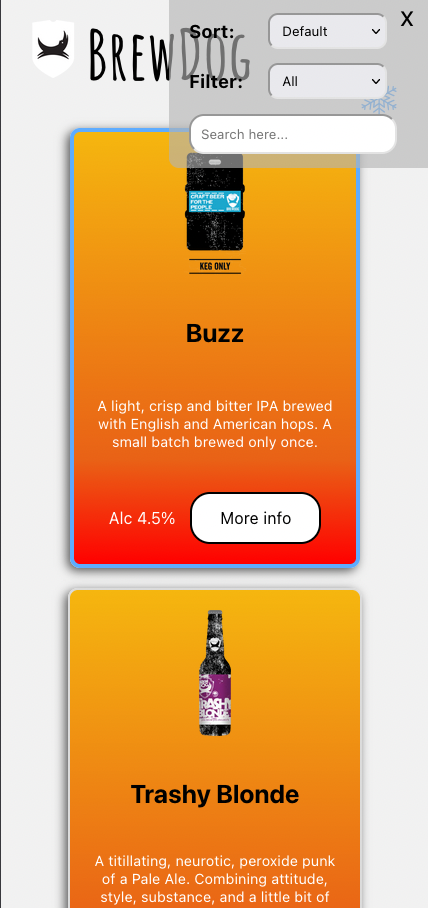 BREWDOG
X
Sort:
Default
Filter:
All
Search here...
CRAFT BEER
FOR THE
PEOPLE
KEG ONLY
Buzz
A light, crisp and bitter IPA brewed
with English and American hops. A
small batch brewed only once.
Alc 4.5%
More info
TRASHY
BLONDE
Trashy Blonde
A titillating, neurotic, peroxide punk
of a Pale Ale. Combining attitude,
style, substance, and a little bit of